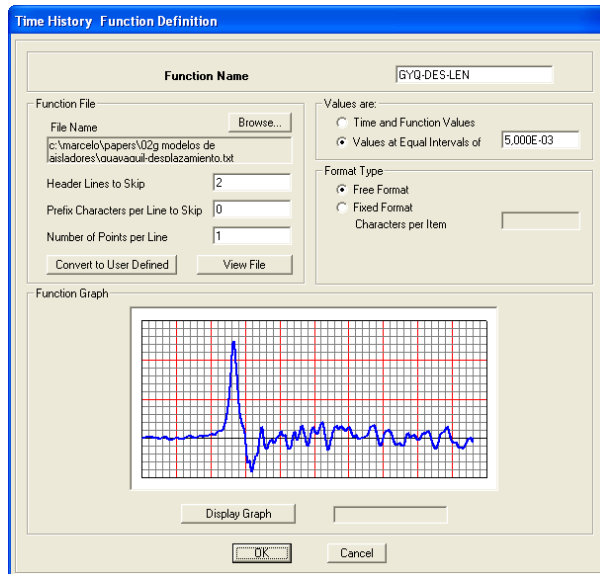 Time History Function Definition
Function Name
GYQ-DES-LEN
Function File
File Name
Browse...
c:\marcelo\papers\02g modelos de
aisladores\guayaquil-desplazamiento.txt
Header Lines to Skip
2
Prefix Characters per Line to Skip
0
Number of Points per Line
1
Convert to User Defined
View File
Values are:
Time and Function Values
Values at Equal Intervals of
5,000E-03
Format Type
Free Format
Fixed Format
Characters per Item
Function Graph
Display Graph
OK
Cancel